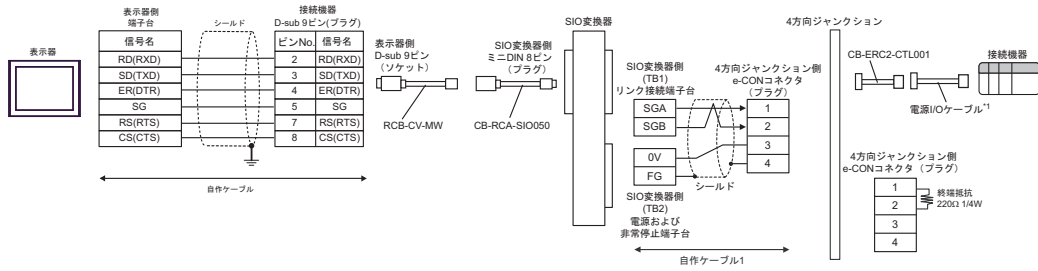 表示器
表示器側
端子台
シールド
接続機器
D-sub 9ピン(プラグ)
信号名
RD(RXD)
SD(TXD)
ER(DTR)
SG
RS(RTS)
CS(CTS)
ピンNo. 信号名
2 RD(RXD)
3 SD(TXD)
4 ER(DTR)
5 SG
7 RS(RTS)
8 CS(CTS)
自作ケーブル
表示器側
D-sub 9ピン
(ソケット)
RCB-CV-MW
SIO変換器側
ミニDIN 8ピン
(プラグ)
CB-RCA-SIO050
SIO変換器
SIO変換器側
(TB1)
リンク接続端子台
SGA
SGB
0V
FG
SIO変換器側
(TB2)
電源および
非常停止端子台
シールド
4方向ジャンクション側
e-CONコネクタ
(プラグ)
1
2
3
4
自作ケーブル1
4方向ジャンクション
CB-ERC2-CTL001
電源I/Oケーブル*1
接続機器
4方向ジャンクション側
e-CONコネクタ(プラグ)
1
2
3
4
終端抵抗
220Ω 1/4W